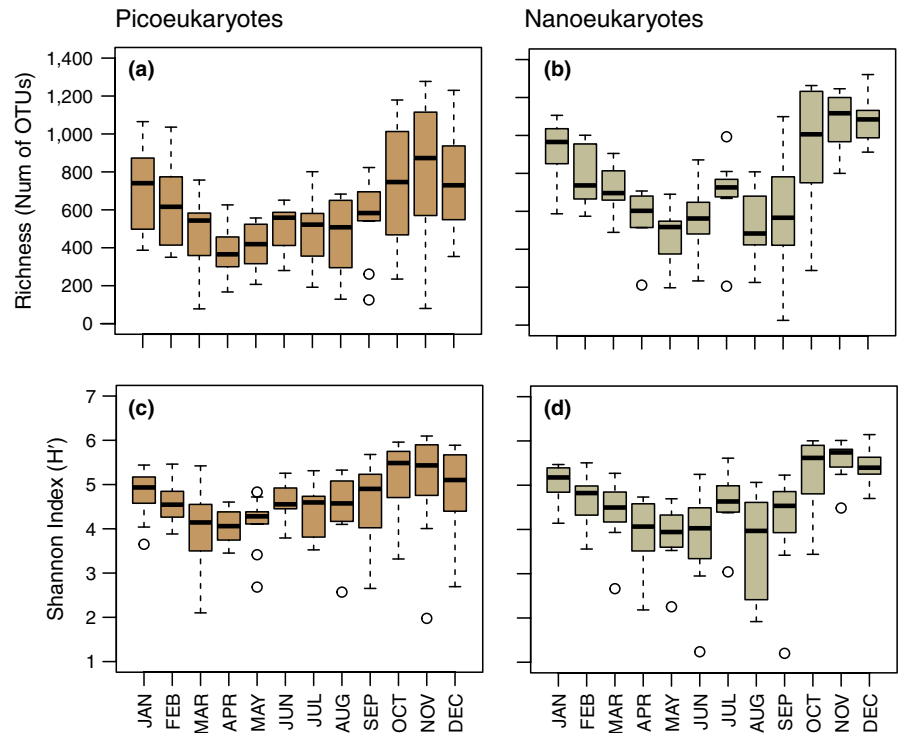 Picoeukaryotes
Nanoeukaryotes
Richness (Num of OTUs)
1,400
1,200
1,000
800
600
400
200
0
(a)
(b)
Shannon Index (H′)
7
6
5
4
3
2
1
(c)
(d)
JAN
FEB
MAR
APR
MAY
JUN
JUL
AUG
SEP
OCT
NOV
DEC
JAN
FEB
MAR
APR
MAY
JUN
JUL
AUG
SEP
OCT
NOV
DEC